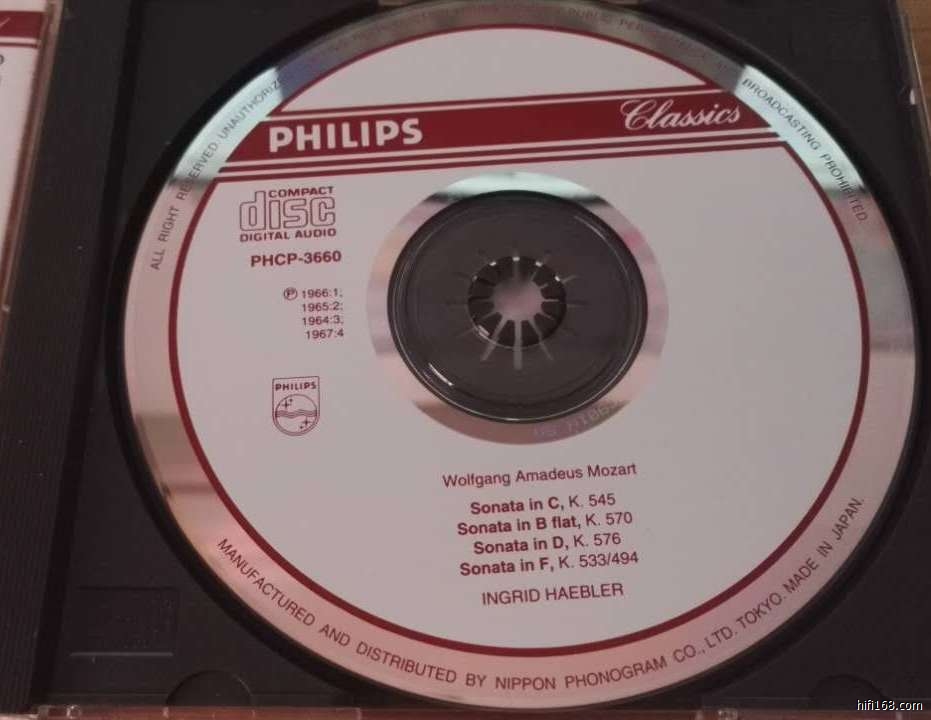 PHILIPS
Classics
COMPACT
disc
DIGITAL AUDIO
PHCP-3660
Ⓟ 1966:1;
1965:2;
1964:3;
1967:4
PHILIPS
Wolfgang Amadeus Mozart
Sonata in C, K. 545
Sonata in B flat, K. 570
Sonata in D, K. 576
Sonata in F, K. 533/494
INGRID HAEBLER
ALL RIGHT RESERVED. UNAUTHORIZ
BROADCASTING PROHIBITED.
MANUFACTURED AND DISTRIBUTED BY NIPPON PHONOGRAM CO., LTD. TOKYO. MADE IN JAPAN.
hifi168.com